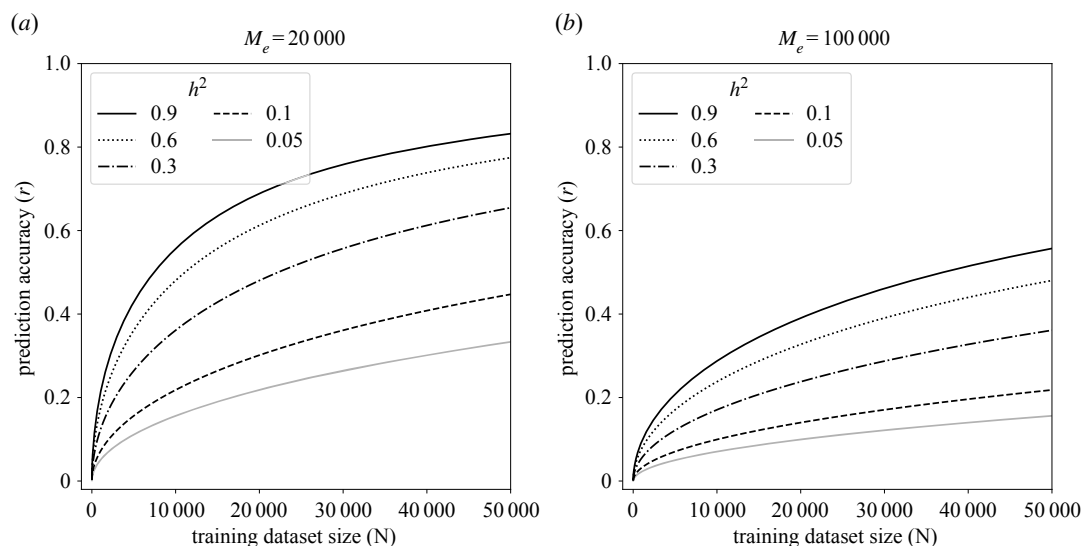 (a)
M_e = 20 000
1.0
0.8
0.6
0.4
0.2
0
prediction accuracy (r)
h²
0.9 0.1
0.6 0.05
0.3
0 10 000 20 000 30 000 40 000 50 000
training dataset size (N)
(b)
M_e = 100 000
1.0
0.8
0.6
0.4
0.2
0
prediction accuracy (r)
h²
0.9 0.1
0.6 0.05
0.3
0 10 000 20 000 30 000 40 000 50 000
training dataset size (N)